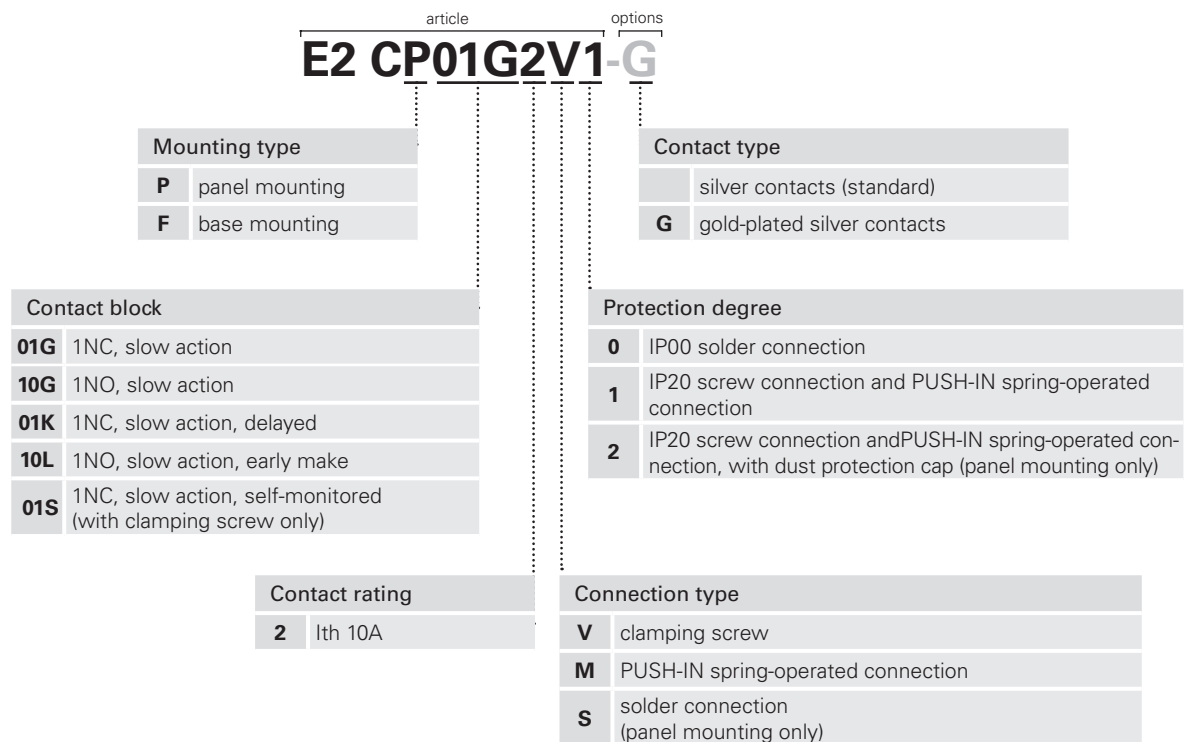 article options
E2 CP01G2V1-G
Mounting type
P panel mounting
F base mounting
Contact type
silver contacts (standard)
G gold-plated silver contacts
Contact block
01G 1NC, slow action
10G 1NO, slow action
01K 1NC, slow action, delayed
10L 1NO, slow action, early make
01S 1NC, slow action, self-monitored
(with clamping screw only)
Protection degree
0 IP00 solder connection
1 IP20 screw connection and PUSH-IN spring-operated
connection
2 IP20 screw connection andPUSH-IN spring-operated con-
nection, with dust protection cap (panel mounting only)
Contact rating
2 Ith 10A
Connection type
V clamping screw
M PUSH-IN spring-operated connection
S solder connection
(panel mounting only)